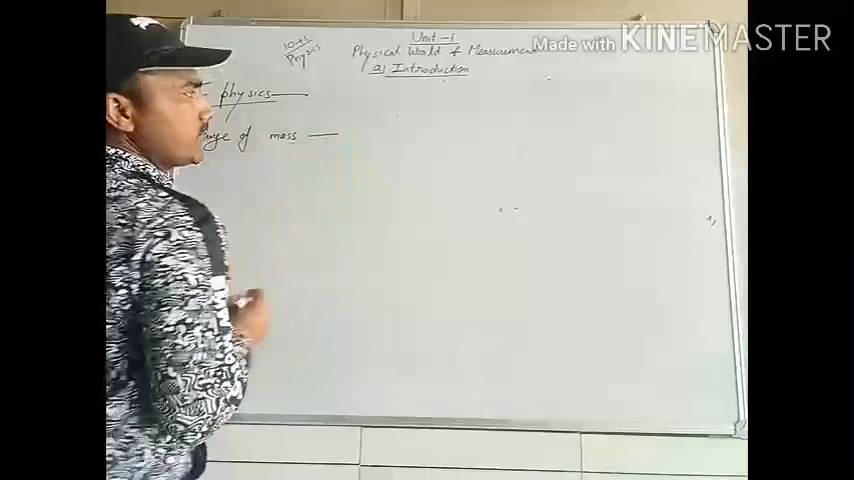 Unit-1
10+1
Physics
Physical World & Measurement
a) Introduction
Made with KINEMASTER
physics
of mass